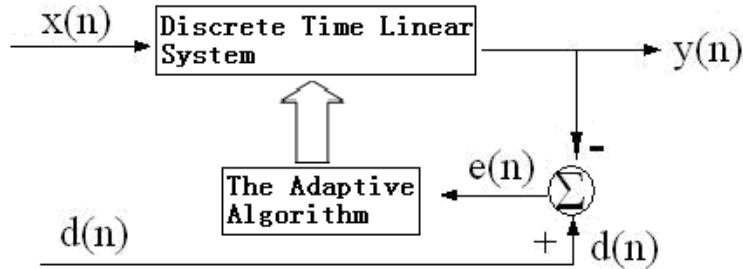 x(n)
Discrete Time Linear
System
y(n)
-
The Adaptive
Algorithm
e(n)
Σ
d(n)
+
d(n)